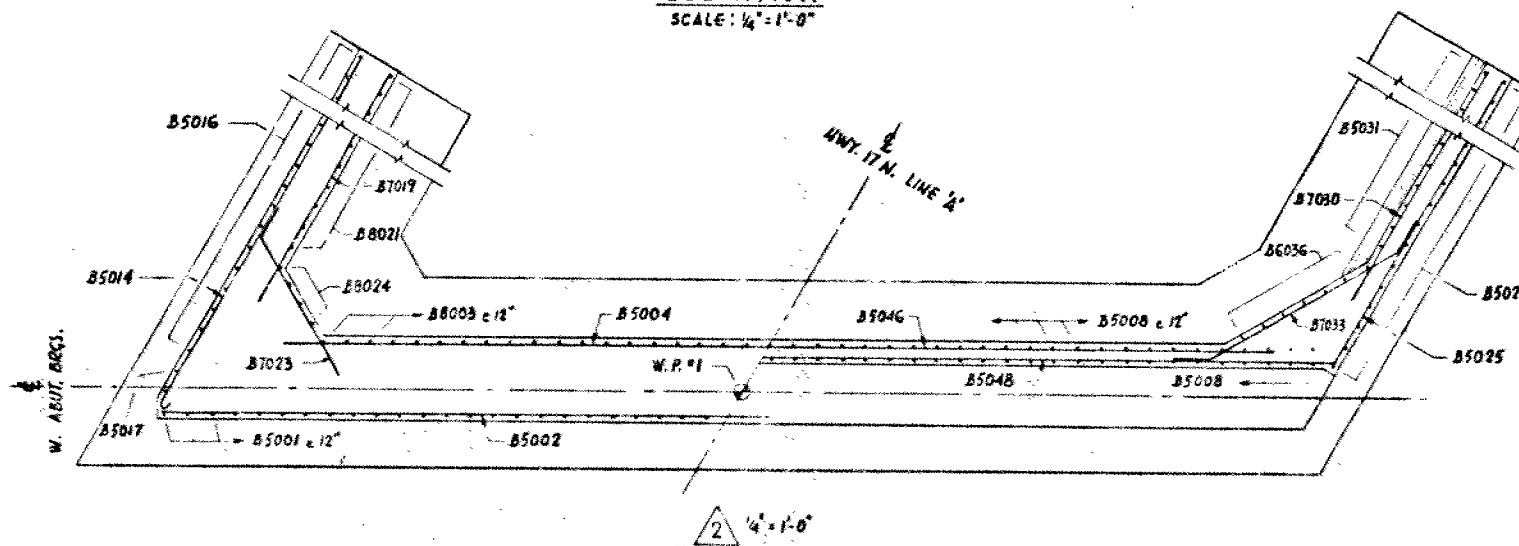 SCALE: ¼" = 1'-0"
B5016
B5031
HWY. 17 N. LINE 'A'
B7019
B7030
B8021
B6036
B5014
B8024
B8003 @ 12"
B5004
B5046
B5008 @ 12"
B7033
B7023
W.P. #1
B5048
B5008
B5025
W. ABUT. BRGS.
B5017
B5001 @ 12"
B5002
2 ¼" = 1'-0"